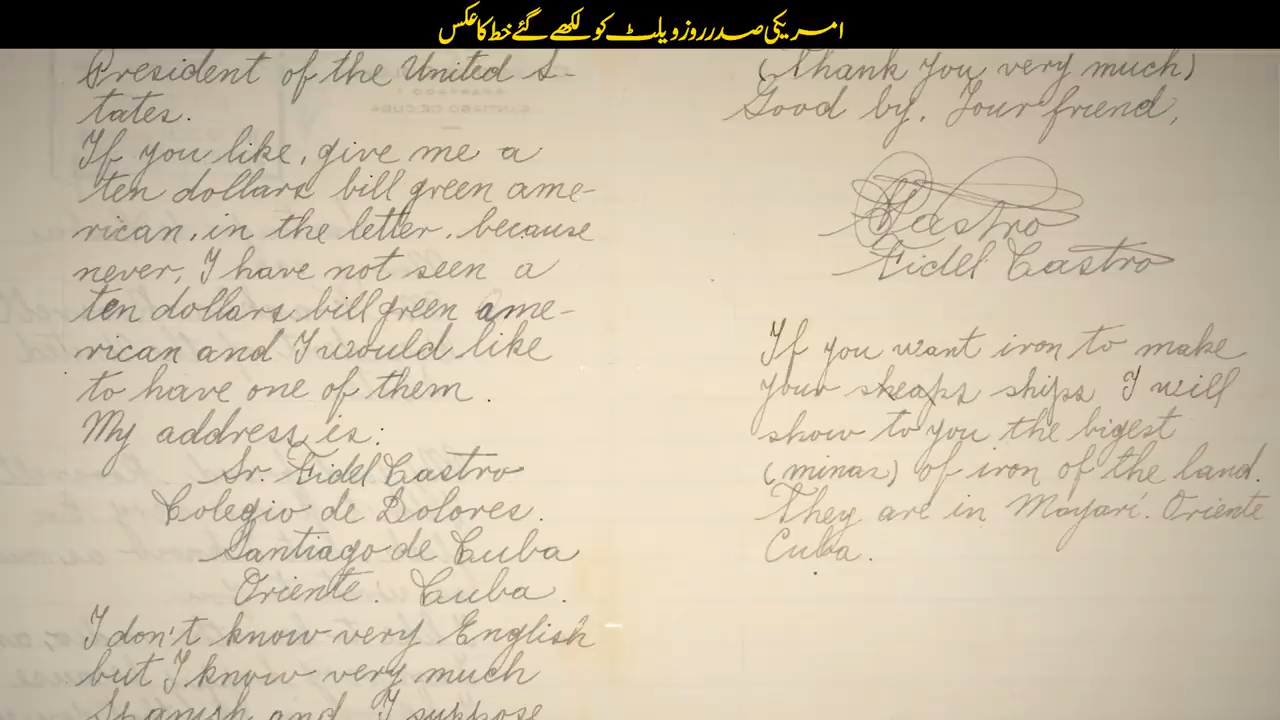 امریکی صدر روزویلٹ کو لکھے گئے خط کا عکس
President of the United S-
tates.
If you like, give me a
ten dollars bill green ame-
rican, in the letter, because
never, I have not seen a
ten dollars bill green ame-
rican and I would like
to have one of them.
My address is:
Sr. Fidel Castro
Colegio de Dolores.
Santiago de Cuba
Oriente. Cuba.
I don't know very English
but I know very much
Spanish and I suppose
(Thank you very much)
Good by. Your friend,
Castro
Fidel Castro
If you want iron to make
your sheaps ships I will
show to you the bigest
(minas) of iron of the land.
They are in Mayarí. Oriente
Cuba.